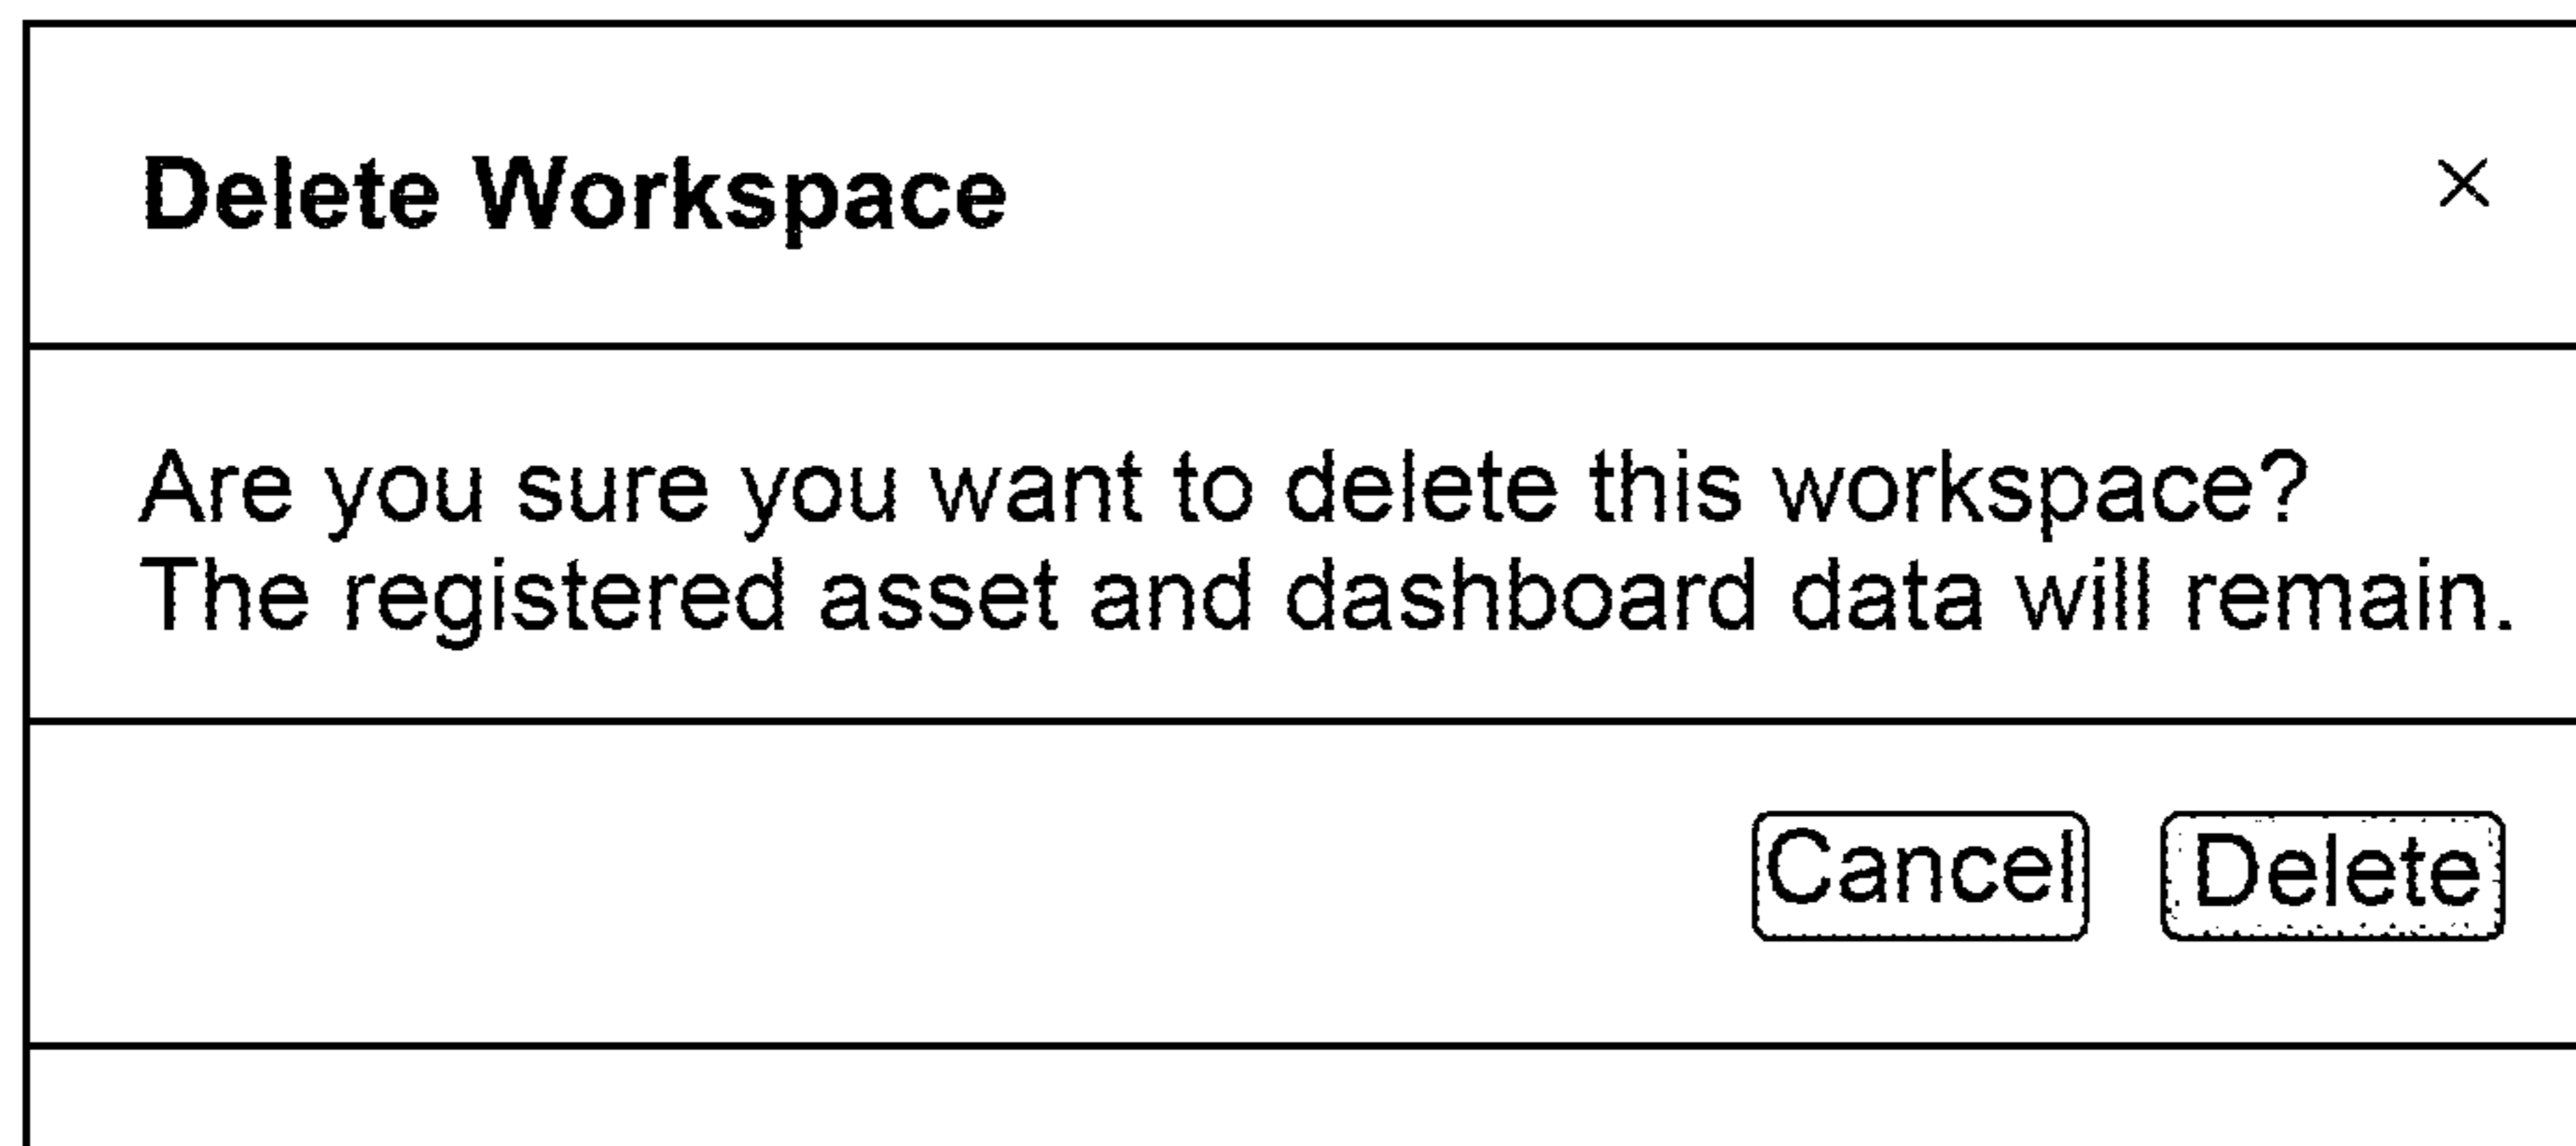 Delete Workspace
Are you sure you want to delete this workspace?
The registered asset and dashboard data will remain.
Cancel Delete